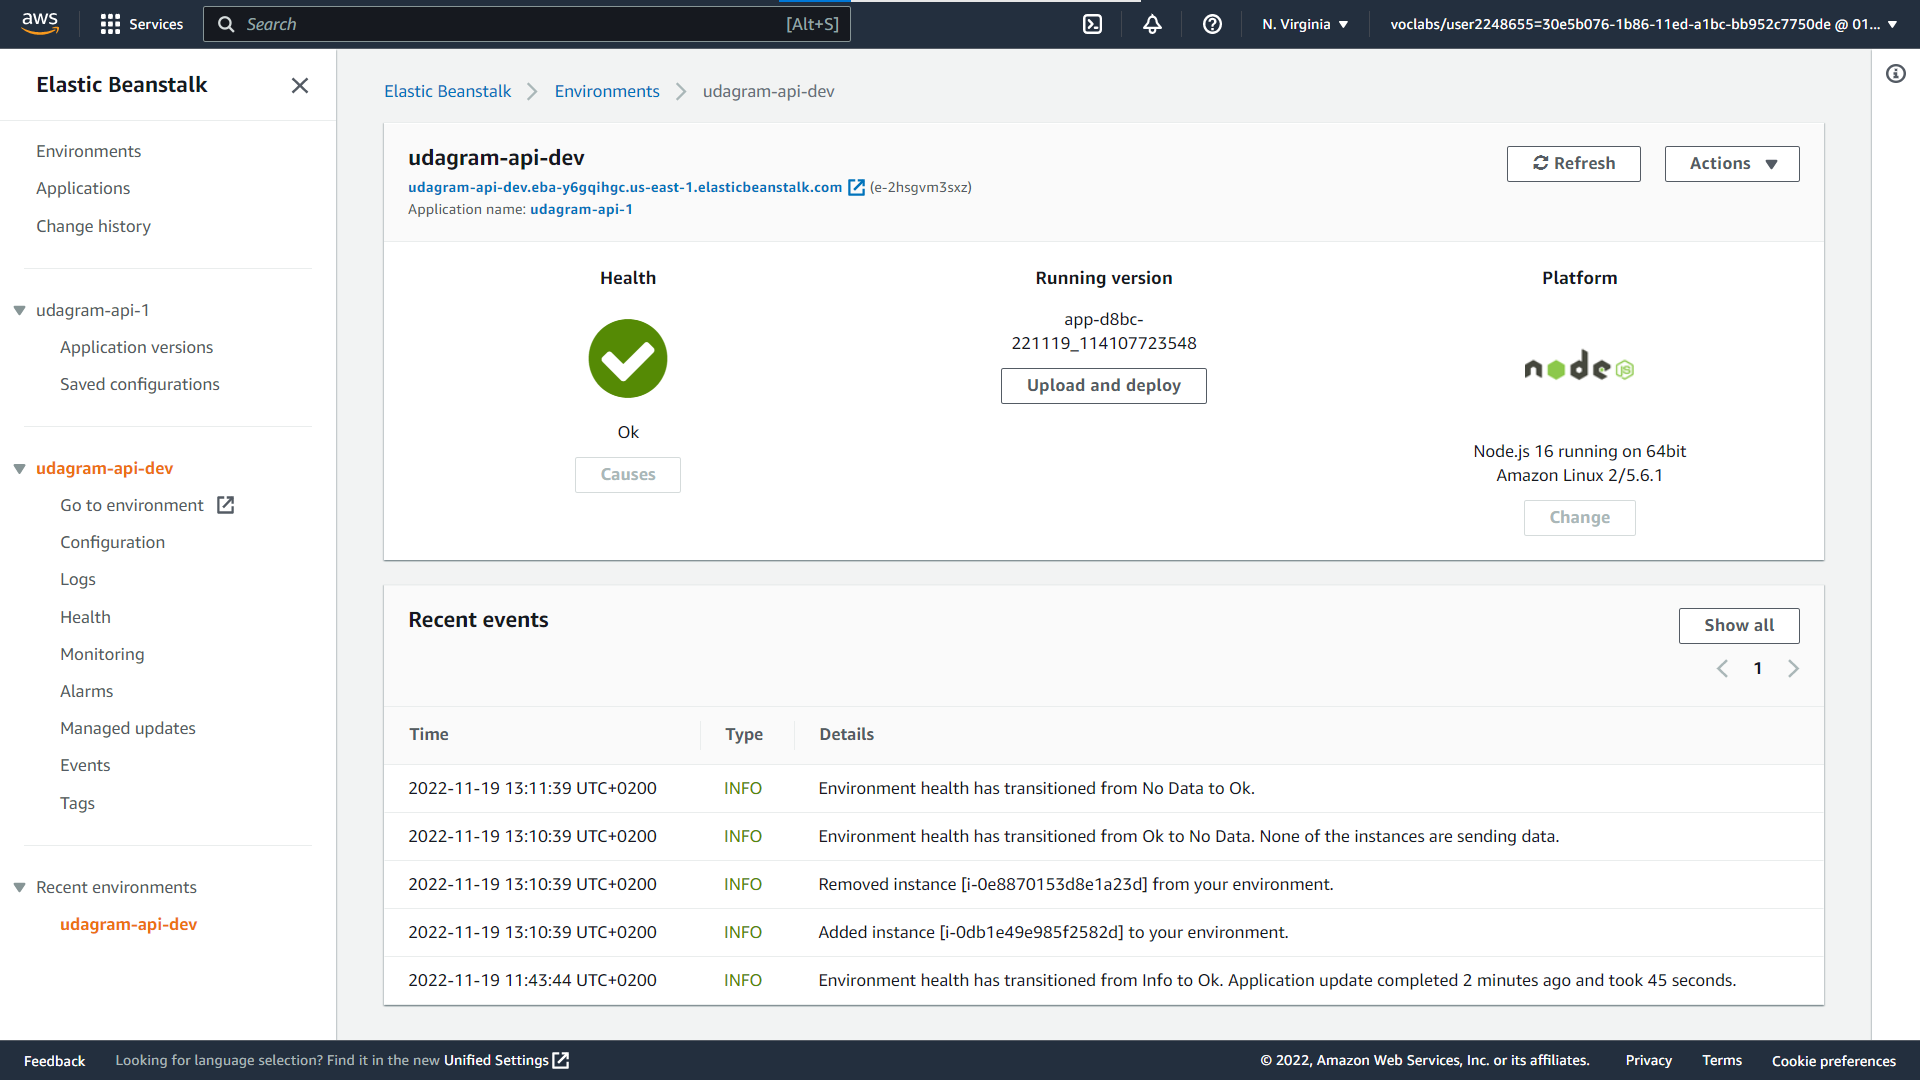 aws
Services
Search [Alt+S]
N. Virginia
voclabs/user2248655=30e5b076-1b86-11ed-a1bc-bb952c7750de @ 01...
Elastic Beanstalk
Environments
Applications
Change history
udagram-api-1
Application versions
Saved configurations
udagram-api-dev
Go to environment
Configuration
Logs
Health
Monitoring
Alarms
Managed updates
Events
Tags
Recent environments
udagram-api-dev
Elastic Beanstalk Environments udagram-api-dev
udagram-api-dev
udagram-api-dev.eba-y6gqihgc.us-east-1.elasticbeanstalk.com (e-2hsgvm3sxz)
Application name: udagram-api-1
Refresh
Actions
Health
Ok
Causes
Running version
app-d8bc-
221119_114107723548
Upload and deploy
Platform
node
JS
Node.js 16 running on 64bit
Amazon Linux 2/5.6.1
Change
Recent events
Show all
1
Time Type Details
2022-11-19 13:11:39 UTC+0200 INFO Environment health has transitioned from No Data to Ok.
2022-11-19 13:10:39 UTC+0200 INFO Environment health has transitioned from Ok to No Data. None of the instances are sending data.
2022-11-19 13:10:39 UTC+0200 INFO Removed instance [i-0e8870153d8e1a23d] from your environment.
2022-11-19 13:10:39 UTC+0200 INFO Added instance [i-0db1e49e985f2582d] to your environment.
2022-11-19 11:43:44 UTC+0200 INFO Environment health has transitioned from Info to Ok. Application update completed 2 minutes ago and took 45 seconds.
Feedback
Looking for language selection? Find it in the new Unified Settings
© 2022, Amazon Web Services, Inc. or its affiliates.
Privacy
Terms
Cookie preferences